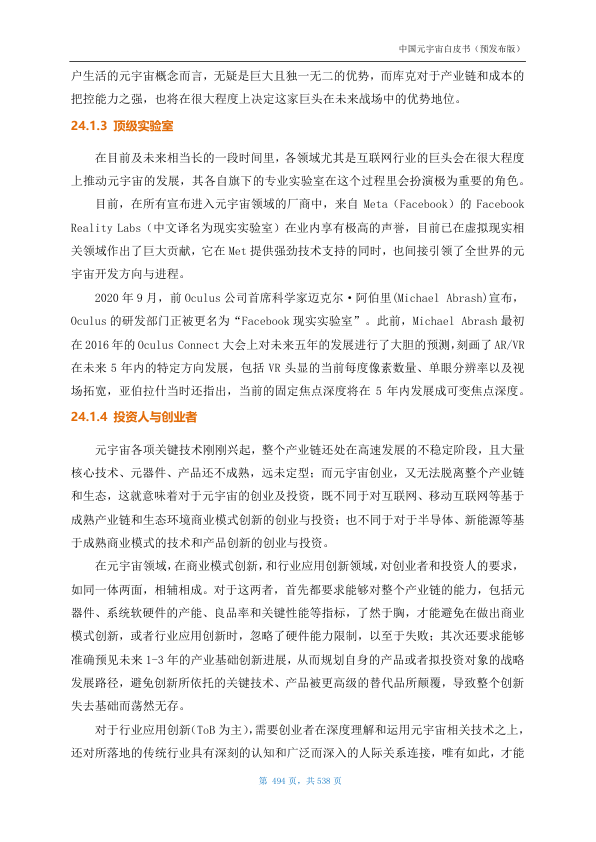 中国元宇宙白皮书（预发布版）
户生活的元宇宙概念而言，无疑是巨大且独一无二的优势，而库克对于产业链和成本的
把控能力之强，也将在很大程度上决定这家巨头在未来战场中的优势地位。
24.1.3 顶级实验室
在目前及未来相当长的一段时间里，各领域尤其是互联网行业的巨头会在很大程度
上推动元宇宙的发展，其各自旗下的专业实验室在这个过程里会扮演极为重要的角色。
目前，在所有宣布进入元宇宙领域的厂商中，来自 Meta（Facebook）的 Facebook
Reality Labs（中文译名为现实实验室）在业内享有极高的声誉，目前已在虚拟现实相
关领域作出了巨大贡献，它在 Met 提供强劲技术支持的同时，也间接引领了全世界的元
宇宙开发方向与进程。
2020 年 9 月，前 Oculus 公司首席科学家迈克尔·阿伯里(Michael Abrash)宣布，
Oculus 的研发部门正被更名为“Facebook 现实实验室”。此前，Michael Abrash 最初
在 2016 年的 Oculus Connect 大会上对未来五年的发展进行了大胆的预测，刻画了 AR/VR
在未来 5 年内的特定方向发展，包括 VR 头显的当前每度像素数量、单眼分辨率以及视
场拓宽，亚伯拉什当时还指出，当前的固定焦点深度将在 5 年内发展成可变焦点深度。
24.1.4 投资人与创业者
元宇宙各项关键技术刚刚兴起，整个产业链还处在高速发展的不稳定阶段，且大量
核心技术、元器件、产品还不成熟，远未定型；而元宇宙创业，又无法脱离整个产业链
和生态，这就意味着对于元宇宙的创业及投资，既不同于对互联网、移动互联网等基于
成熟产业链和生态环境商业模式创新的创业与投资；也不同于对于半导体、新能源等基
于成熟商业模式的技术和产品创新的创业与投资。
在元宇宙领域，在商业模式创新，和行业应用创新领域，对创业者和投资人的要求，
如同一体两面，相辅相成。对于这两者，首先都要求能够对整个产业链的能力，包括元
器件、系统软硬件的产能、良品率和关键性能等指标，了然于胸，才能避免在做出商业
模式创新，或者行业应用创新时，忽略了硬件能力限制，以至于失败；其次还要求能够
准确预见未来 1-3 年的产业基础创新进展，从而规划自身的产品或者拟投资对象的战略
发展路径，避免创新所依托的关键技术、产品被更高级的替代品所颠覆，导致整个创新
失去基础而荡然无存。
对于行业应用创新（ToB 为主），需要创业者在深度理解和运用元宇宙相关技术之上，
还对所落地的传统行业具有深刻的认知和广泛而深入的人际关系连接，唯有如此，才能
第 494 页，共 538 页